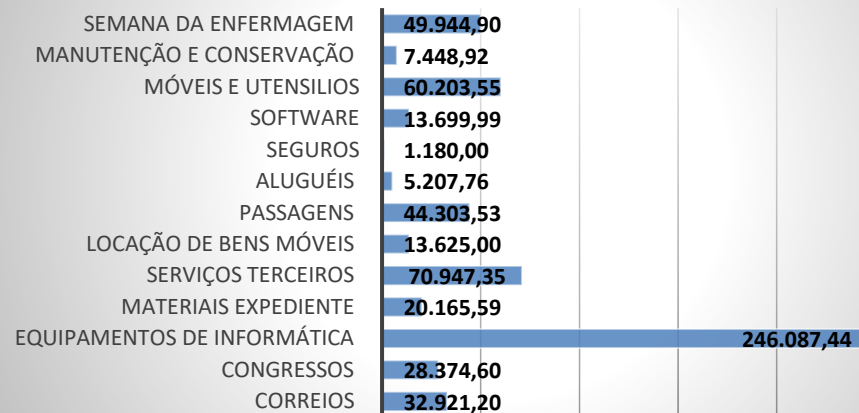 SEMANA DA ENFERMAGEM 49.944,90
MANUTENÇÃO E CONSERVAÇÃO 7.448,92
MÓVEIS E UTENSILIOS 60.203,55
SOFTWARE 13.699,99
SEGUROS 1.180,00
ALUGUÉIS 5.207,76
PASSAGENS 44.303,53
LOCAÇÃO DE BENS MÓVEIS 13.625,00
SERVIÇOS TERCEIROS 70.947,35
MATERIAIS EXPEDIENTE 20.165,59
EQUIPAMENTOS DE INFORMÁTICA 246.087,44
CONGRESSOS 28.374,60
CORREIOS 32.921,20